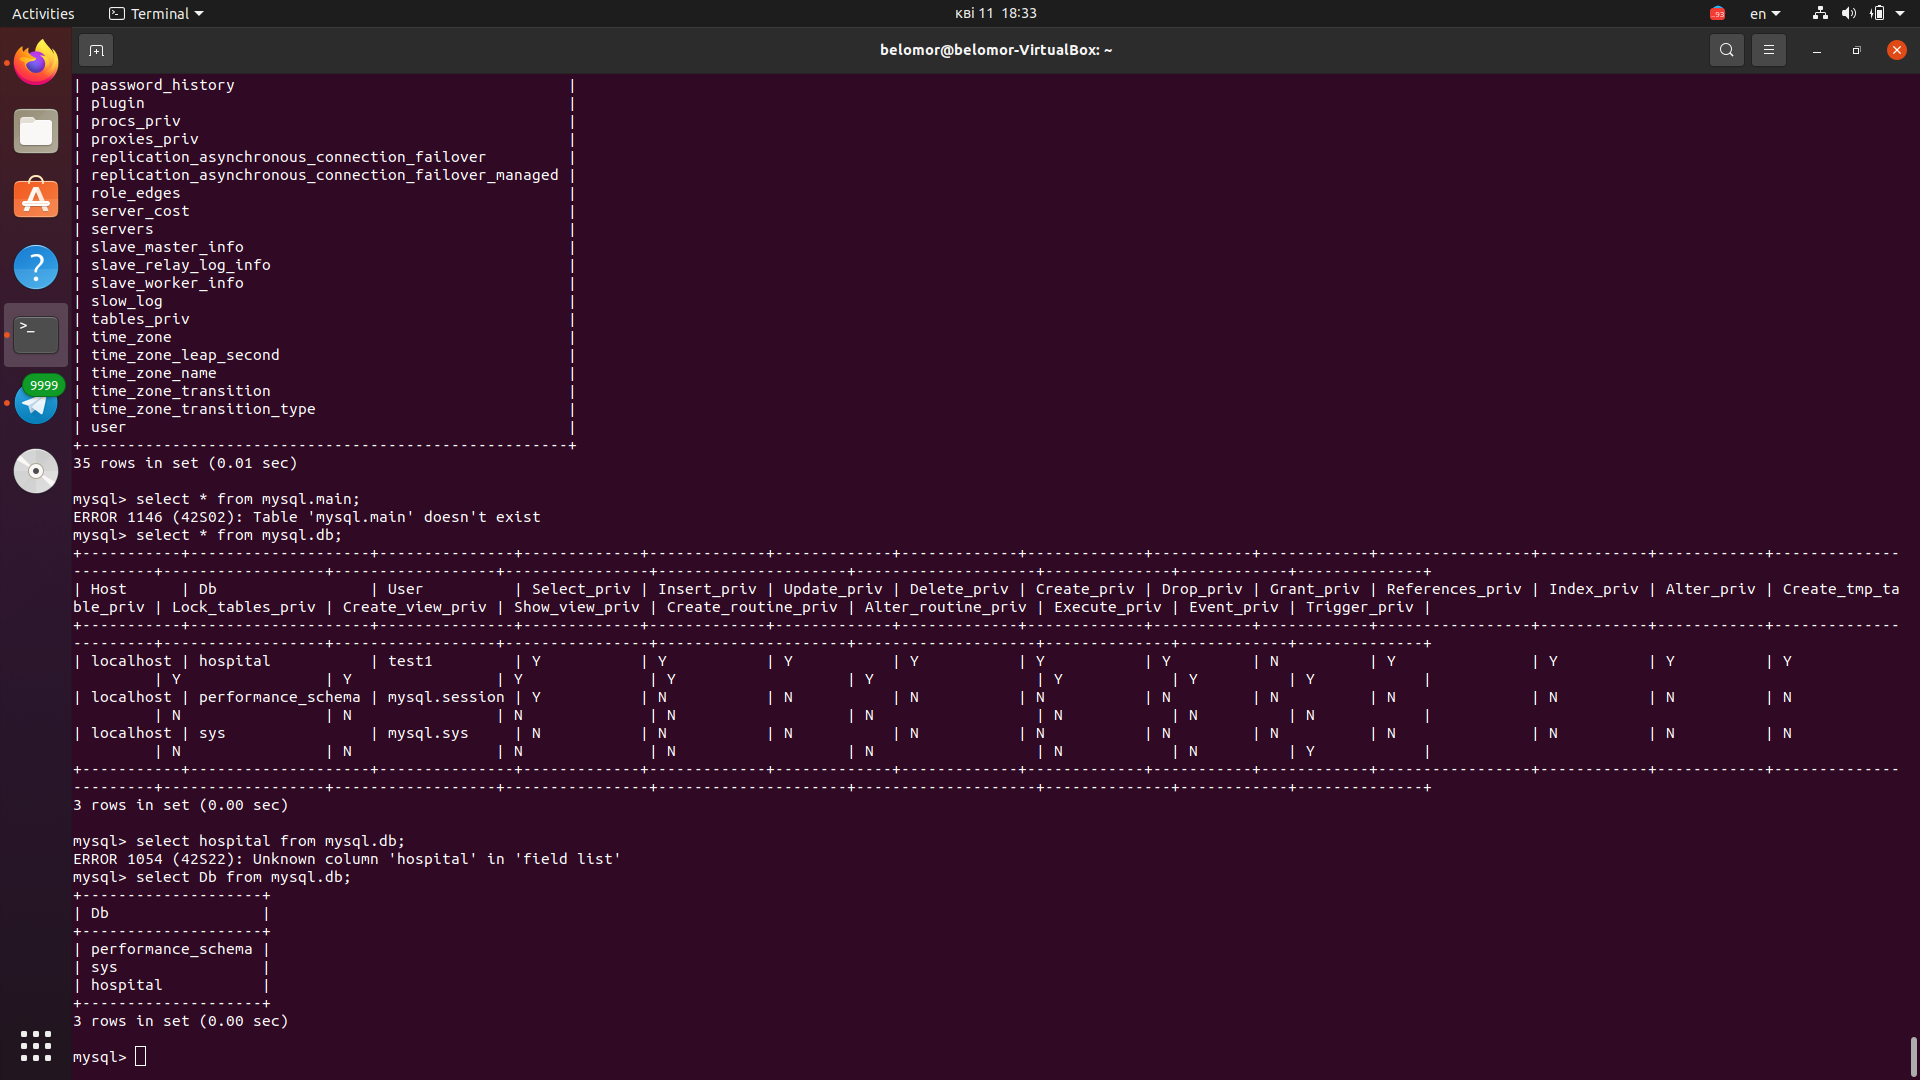 Activities
Terminal
кві 11 18:33
en
belomor@belomor-VirtualBox: ~
| password_history                                     |
| plugin                                               |
| procs_priv                                           |
| proxies_priv                                         |
| replication_asynchronous_connection_failover         |
| replication_asynchronous_connection_failover_managed |
| role_edges                                           |
| server_cost                                          |
| servers                                              |
| slave_master_info                                    |
| slave_relay_log_info                                 |
| slave_worker_info                                    |
| slow_log                                             |
| tables_priv                                          |
| time_zone                                            |
| time_zone_leap_second                                |
| time_zone_name                                       |
| time_zone_transition                                 |
| time_zone_transition_type                            |
| user                                                 |
+------------------------------------------------------+
35 rows in set (0.01 sec)
mysql> select * from mysql.main;
ERROR 1146 (42S02): Table 'mysql.main' doesn't exist
mysql> select * from mysql.db;
+-----------+--------------------+---------------+-------------+-------------+-------------+-------------+-------------+-----------+------------+-----------------+------------+------------+--------------
---------+------------------+------------------+----------------+---------------------+--------------------+--------------+------------+--------------+
| Host      | Db                 | User          | Select_priv | Insert_priv | Update_priv | Delete_priv | Create_priv | Drop_priv | Grant_priv | References_priv | Index_priv | Alter_priv | Create_tmp_ta
ble_priv | Lock_tables_priv | Create_view_priv | Show_view_priv | Create_routine_priv | Alter_routine_priv | Execute_priv | Event_priv | Trigger_priv |
+-----------+--------------------+---------------+-------------+-------------+-------------+-------------+-------------+-----------+------------+-----------------+------------+------------+--------------
---------+------------------+------------------+----------------+---------------------+--------------------+--------------+------------+--------------+
| localhost | hospital           | test1         | Y           | Y           | Y           | Y           | Y           | Y         | N          | Y               | Y          | Y          | Y
         | Y                | Y                | Y              | Y                   | Y                  | Y            | Y          | Y            |
| localhost | performance_schema | mysql.session | Y           | N           | N           | N           | N           | N         | N          | N               | N          | N          | N
         | N                | N                | N              | N                   | N                  | N            | N          | N            |
| localhost | sys                | mysql.sys     | N           | N           | N           | N           | N           | N         | N          | N               | N          | N          | N
         | N                | N                | N              | N                   | N                  | N            | N          | Y            |
+-----------+--------------------+---------------+-------------+-------------+-------------+-------------+-------------+-----------+------------+-----------------+------------+------------+--------------
---------+------------------+------------------+----------------+---------------------+--------------------+--------------+------------+--------------+
3 rows in set (0.00 sec)
mysql> select hospital from mysql.db;
ERROR 1054 (42S22): Unknown column 'hospital' in 'field list'
mysql> select Db from mysql.db;
+--------------------+
| Db                 |
+--------------------+
| performance_schema |
| sys                |
| hospital           |
+--------------------+
3 rows in set (0.00 sec)
mysql>
9999